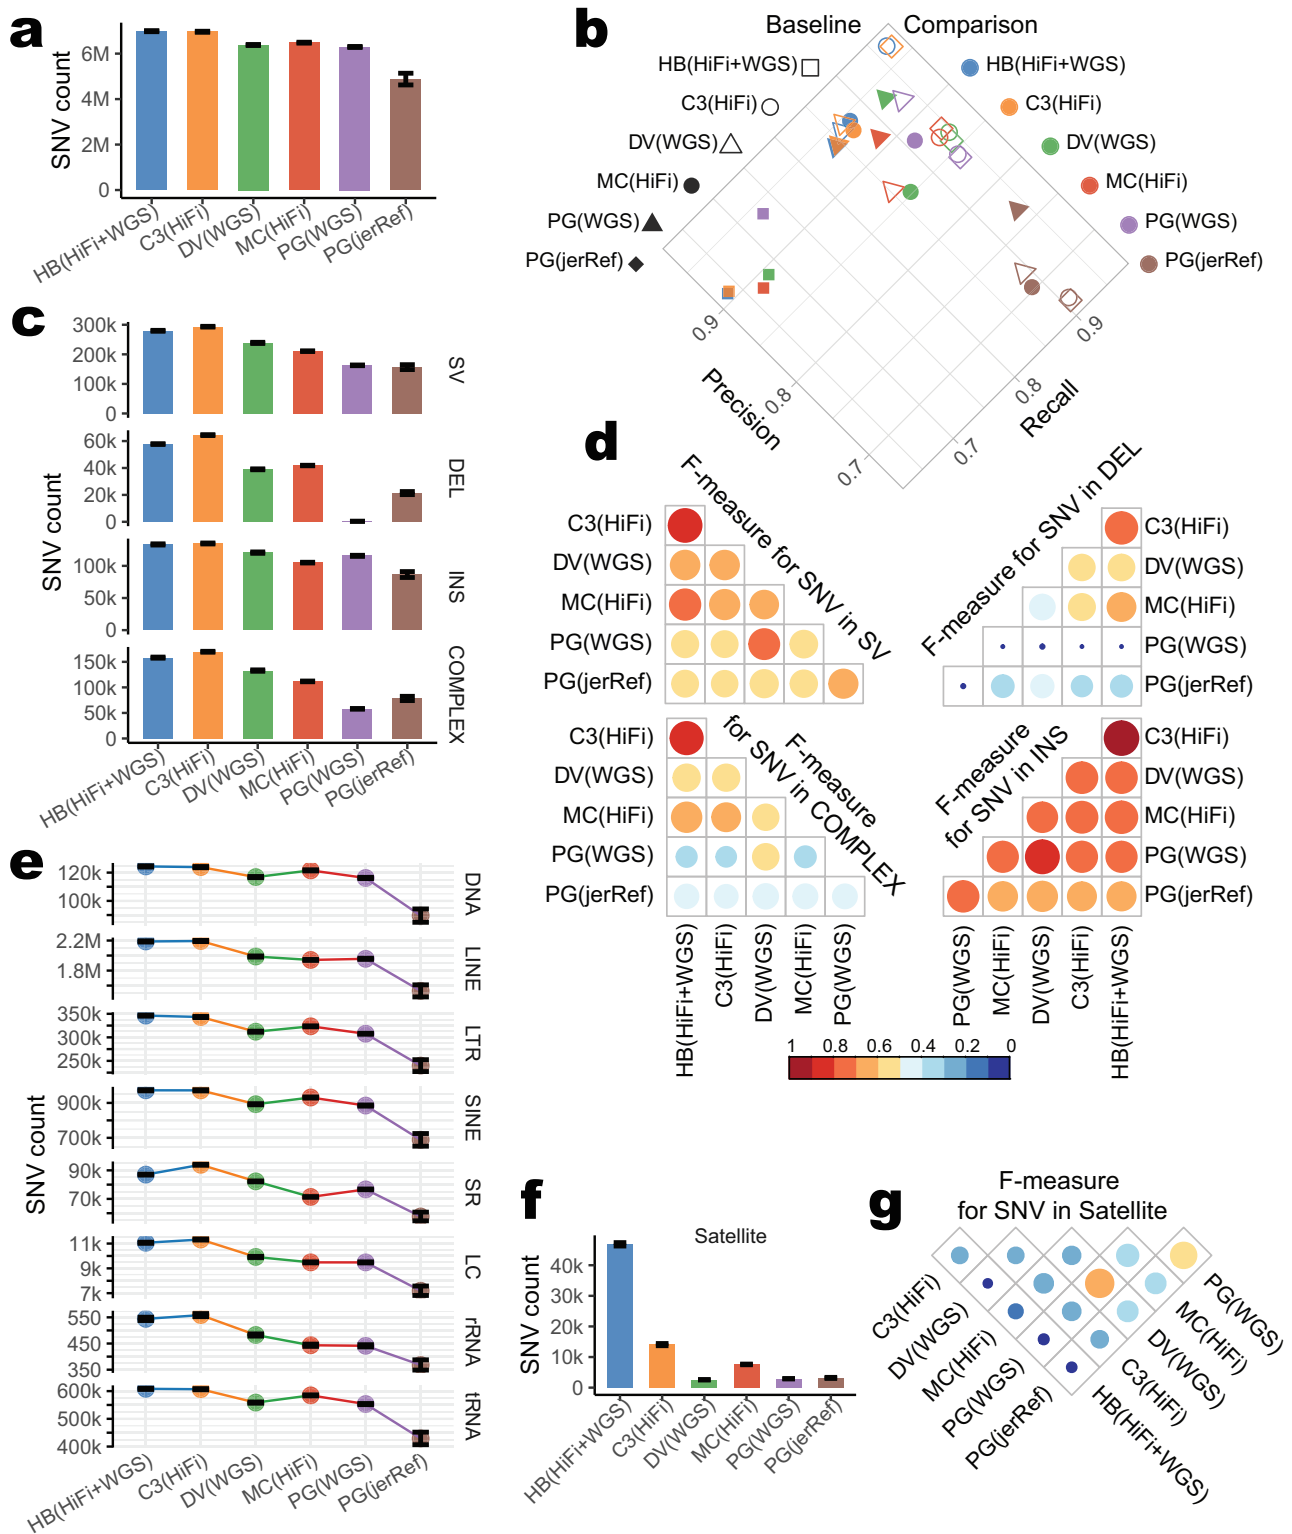 a
SNV count
6M
4M
2M
0
HB(HiFi+WGS)
C3(HiFi)
DV(WGS)
MC(HiFi)
PG(WGS)
PG(jerRef)
b
Baseline
Comparison
HB(HiFi+WGS)
C3(HiFi)
DV(WGS)
MC(HiFi)
PG(WGS)
PG(jerRef)
HB(HiFi+WGS)
C3(HiFi)
DV(WGS)
MC(HiFi)
PG(WGS)
PG(jerRef)
0.9
0.8
0.7
Precision
0.9
0.8
0.7
Recall
c
SNV count
300k
200k
100k
0
SV
60k
40k
20k
0
DEL
100k
50k
0
INS
150k
100k
50k
0
COMPLEX
HB(HiFi+WGS)
C3(HiFi)
DV(WGS)
MC(HiFi)
PG(WGS)
PG(jerRef)
d
F-measure for SNV in SV
C3(HiFi)
DV(WGS)
MC(HiFi)
PG(WGS)
PG(jerRef)
F-measure for SNV in DEL
C3(HiFi)
DV(WGS)
MC(HiFi)
PG(WGS)
PG(jerRef)
F-measure
for SNV in COMPLEX
C3(HiFi)
DV(WGS)
MC(HiFi)
PG(WGS)
PG(jerRef)
HB(HiFi+WGS)
C3(HiFi)
DV(WGS)
MC(HiFi)
PG(WGS)
F-measure
for SNV in INS
C3(HiFi)
DV(WGS)
MC(HiFi)
PG(WGS)
PG(jerRef)
PG(WGS)
MC(HiFi)
DV(WGS)
C3(HiFi)
HB(HiFi+WGS)
1 0.8 0.6 0.4 0.2 0
e
SNV count
120k
100k
DNA
2.2M
1.8M
LINE
350k
300k
250k
LTR
900k
700k
SINE
90k
70k
SR
11k
9k
7k
LC
550
450
350
rRNA
600k
500k
400k
tRNA
HB(HiFi+WGS)
C3(HiFi)
DV(WGS)
MC(HiFi)
PG(WGS)
PG(jerRef)
f
Satellite
SNV count
40k
30k
20k
10k
0
HB(HiFi+WGS)
C3(HiFi)
DV(WGS)
MC(HiFi)
PG(WGS)
PG(jerRef)
g
F-measure
for SNV in Satellite
C3(HiFi)
DV(WGS)
MC(HiFi)
PG(WGS)
PG(jerRef)
PG(WGS)
MC(HiFi)
DV(WGS)
C3(HiFi)
HB(HiFi+WGS)